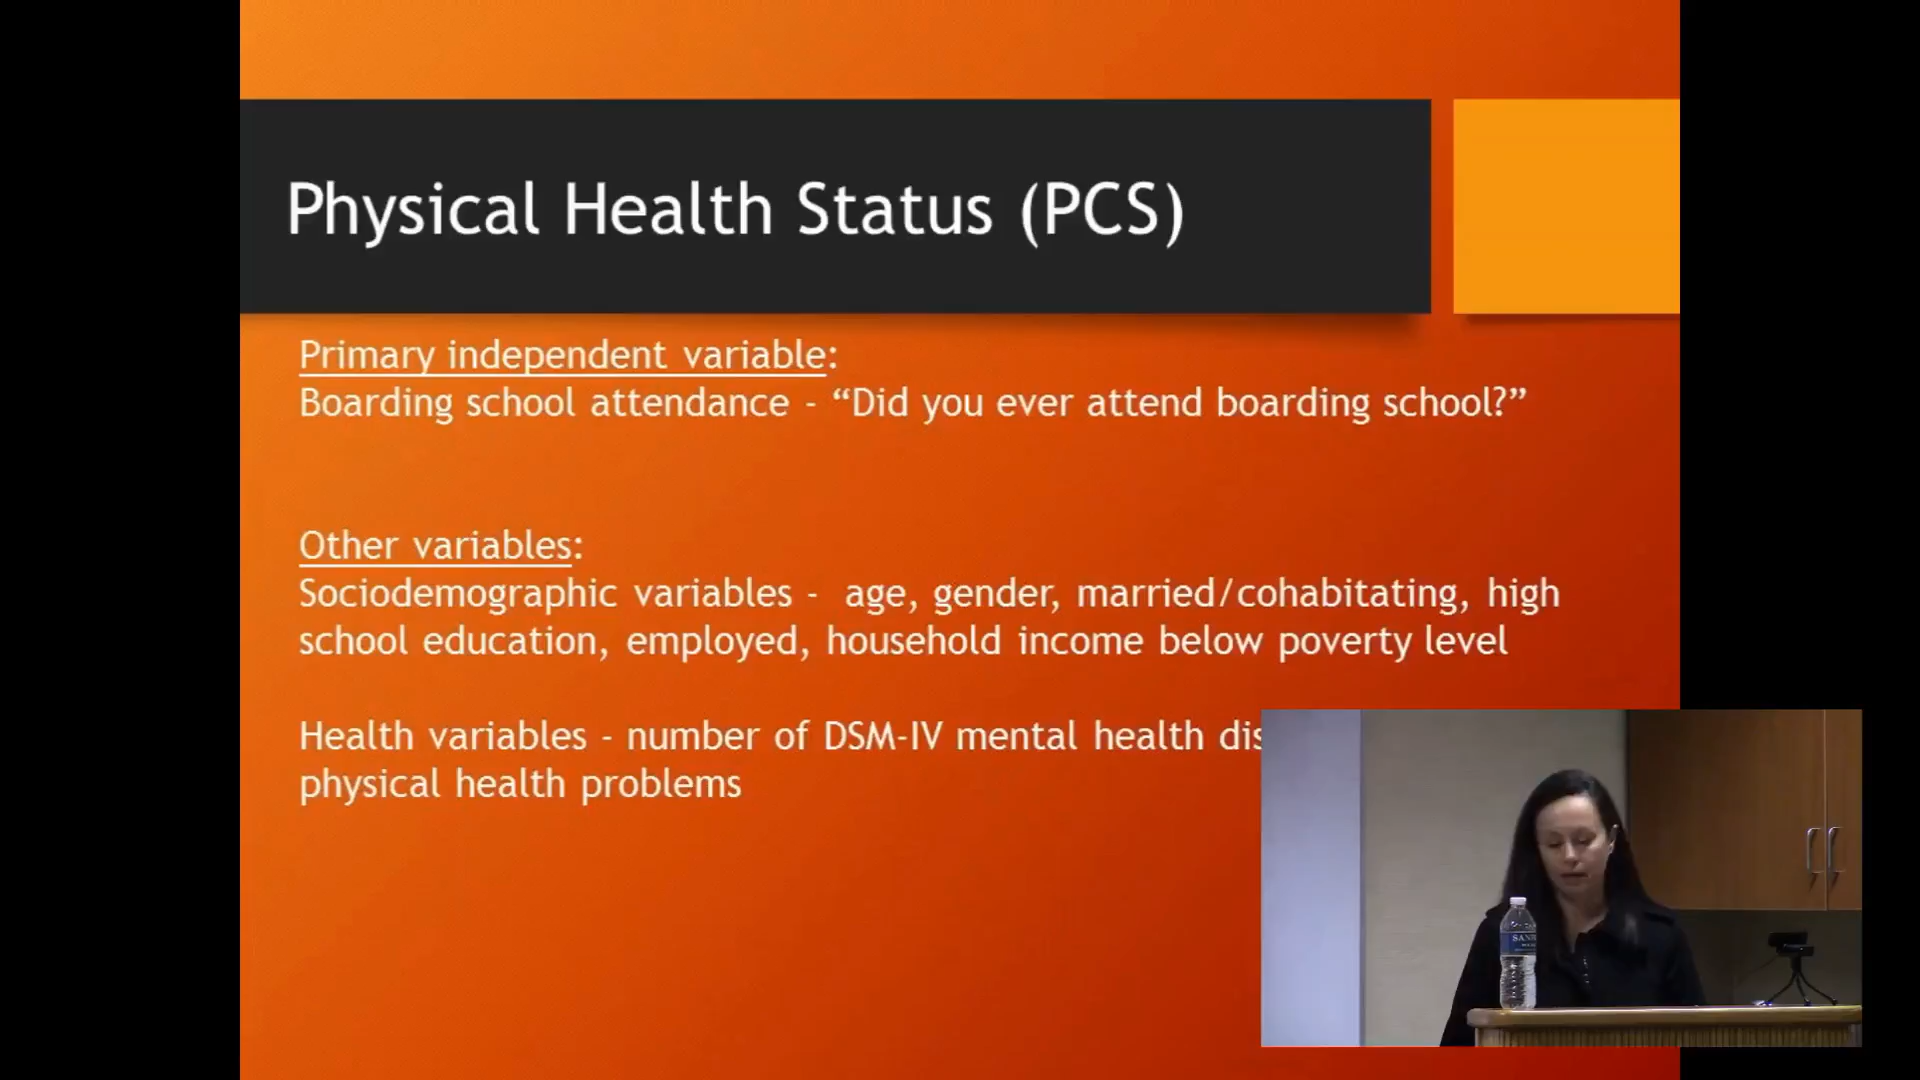 Physical Health Status (PCS)
Primary independent variable:
Boarding school attendance - “Did you ever attend boarding school?”
Other variables:
Sociodemographic variables - age, gender, married/cohabitating, high
school education, employed, household income below poverty level
Health variables - number of DSM-IV mental health
physical health problems